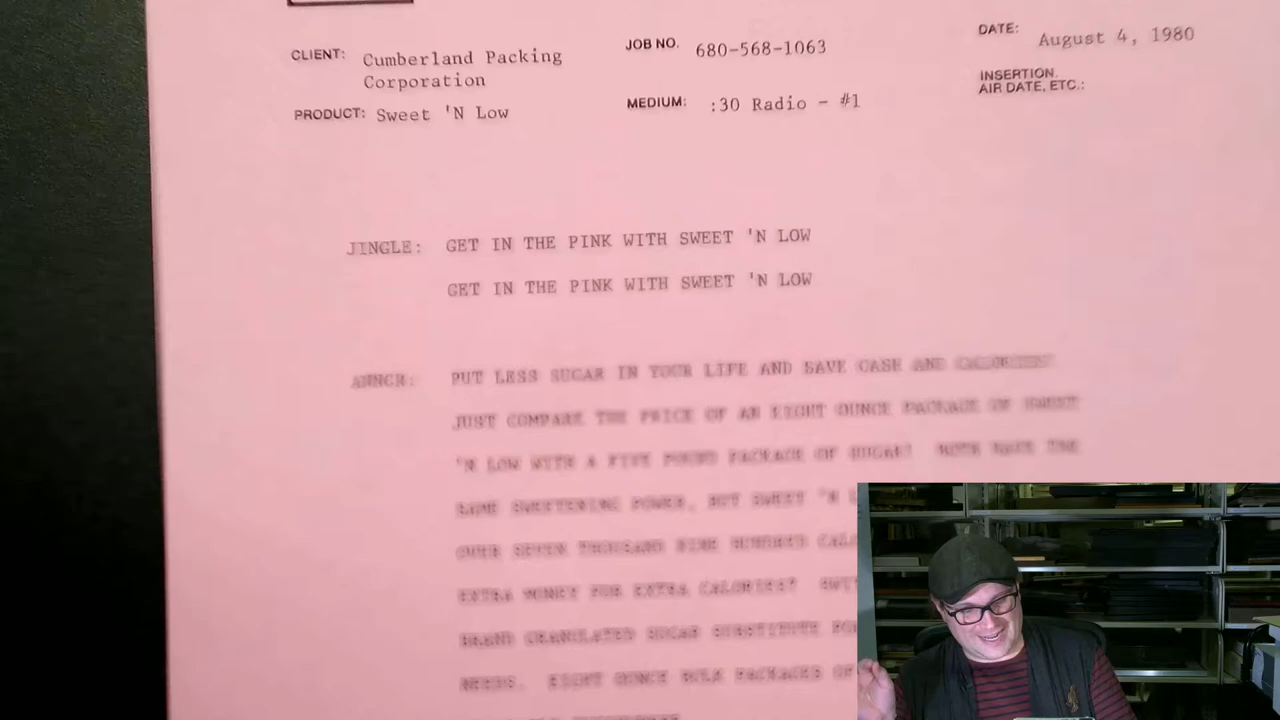 CLIENT: Cumberland Packing Corporation
JOB NO. 680-568-1063
DATE: August 4, 1980
INSERTION, AIR DATE, ETC.:
PRODUCT: Sweet 'N Low
MEDIUM: :30 Radio - #1
JINGLE: GET IN THE PINK WITH SWEET 'N LOW
GET IN THE PINK WITH SWEET 'N LOW
ANNCR: PUT LESS SUGAR IN YOUR LIFE AND SAVE CASH AND CALORIES!
JUST COMPARE THE PRICE OF AN EIGHT OUNCE PACKAGE OF SWEET
'N LOW WITH A FIVE POUND PACKAGE OF SUGAR! BOTH HAVE THE
SAME SWEETENING POWER, BUT SWEET 'N
OVER SEVEN THOUSAND NINE HUNDRED
EXTRA MONEY FOR EXTRA CALORIES?
BRAND GRANULATED SUGAR SUBSTITUTE
NEEDS. EIGHT OUNCE BULK PACKAGES OF